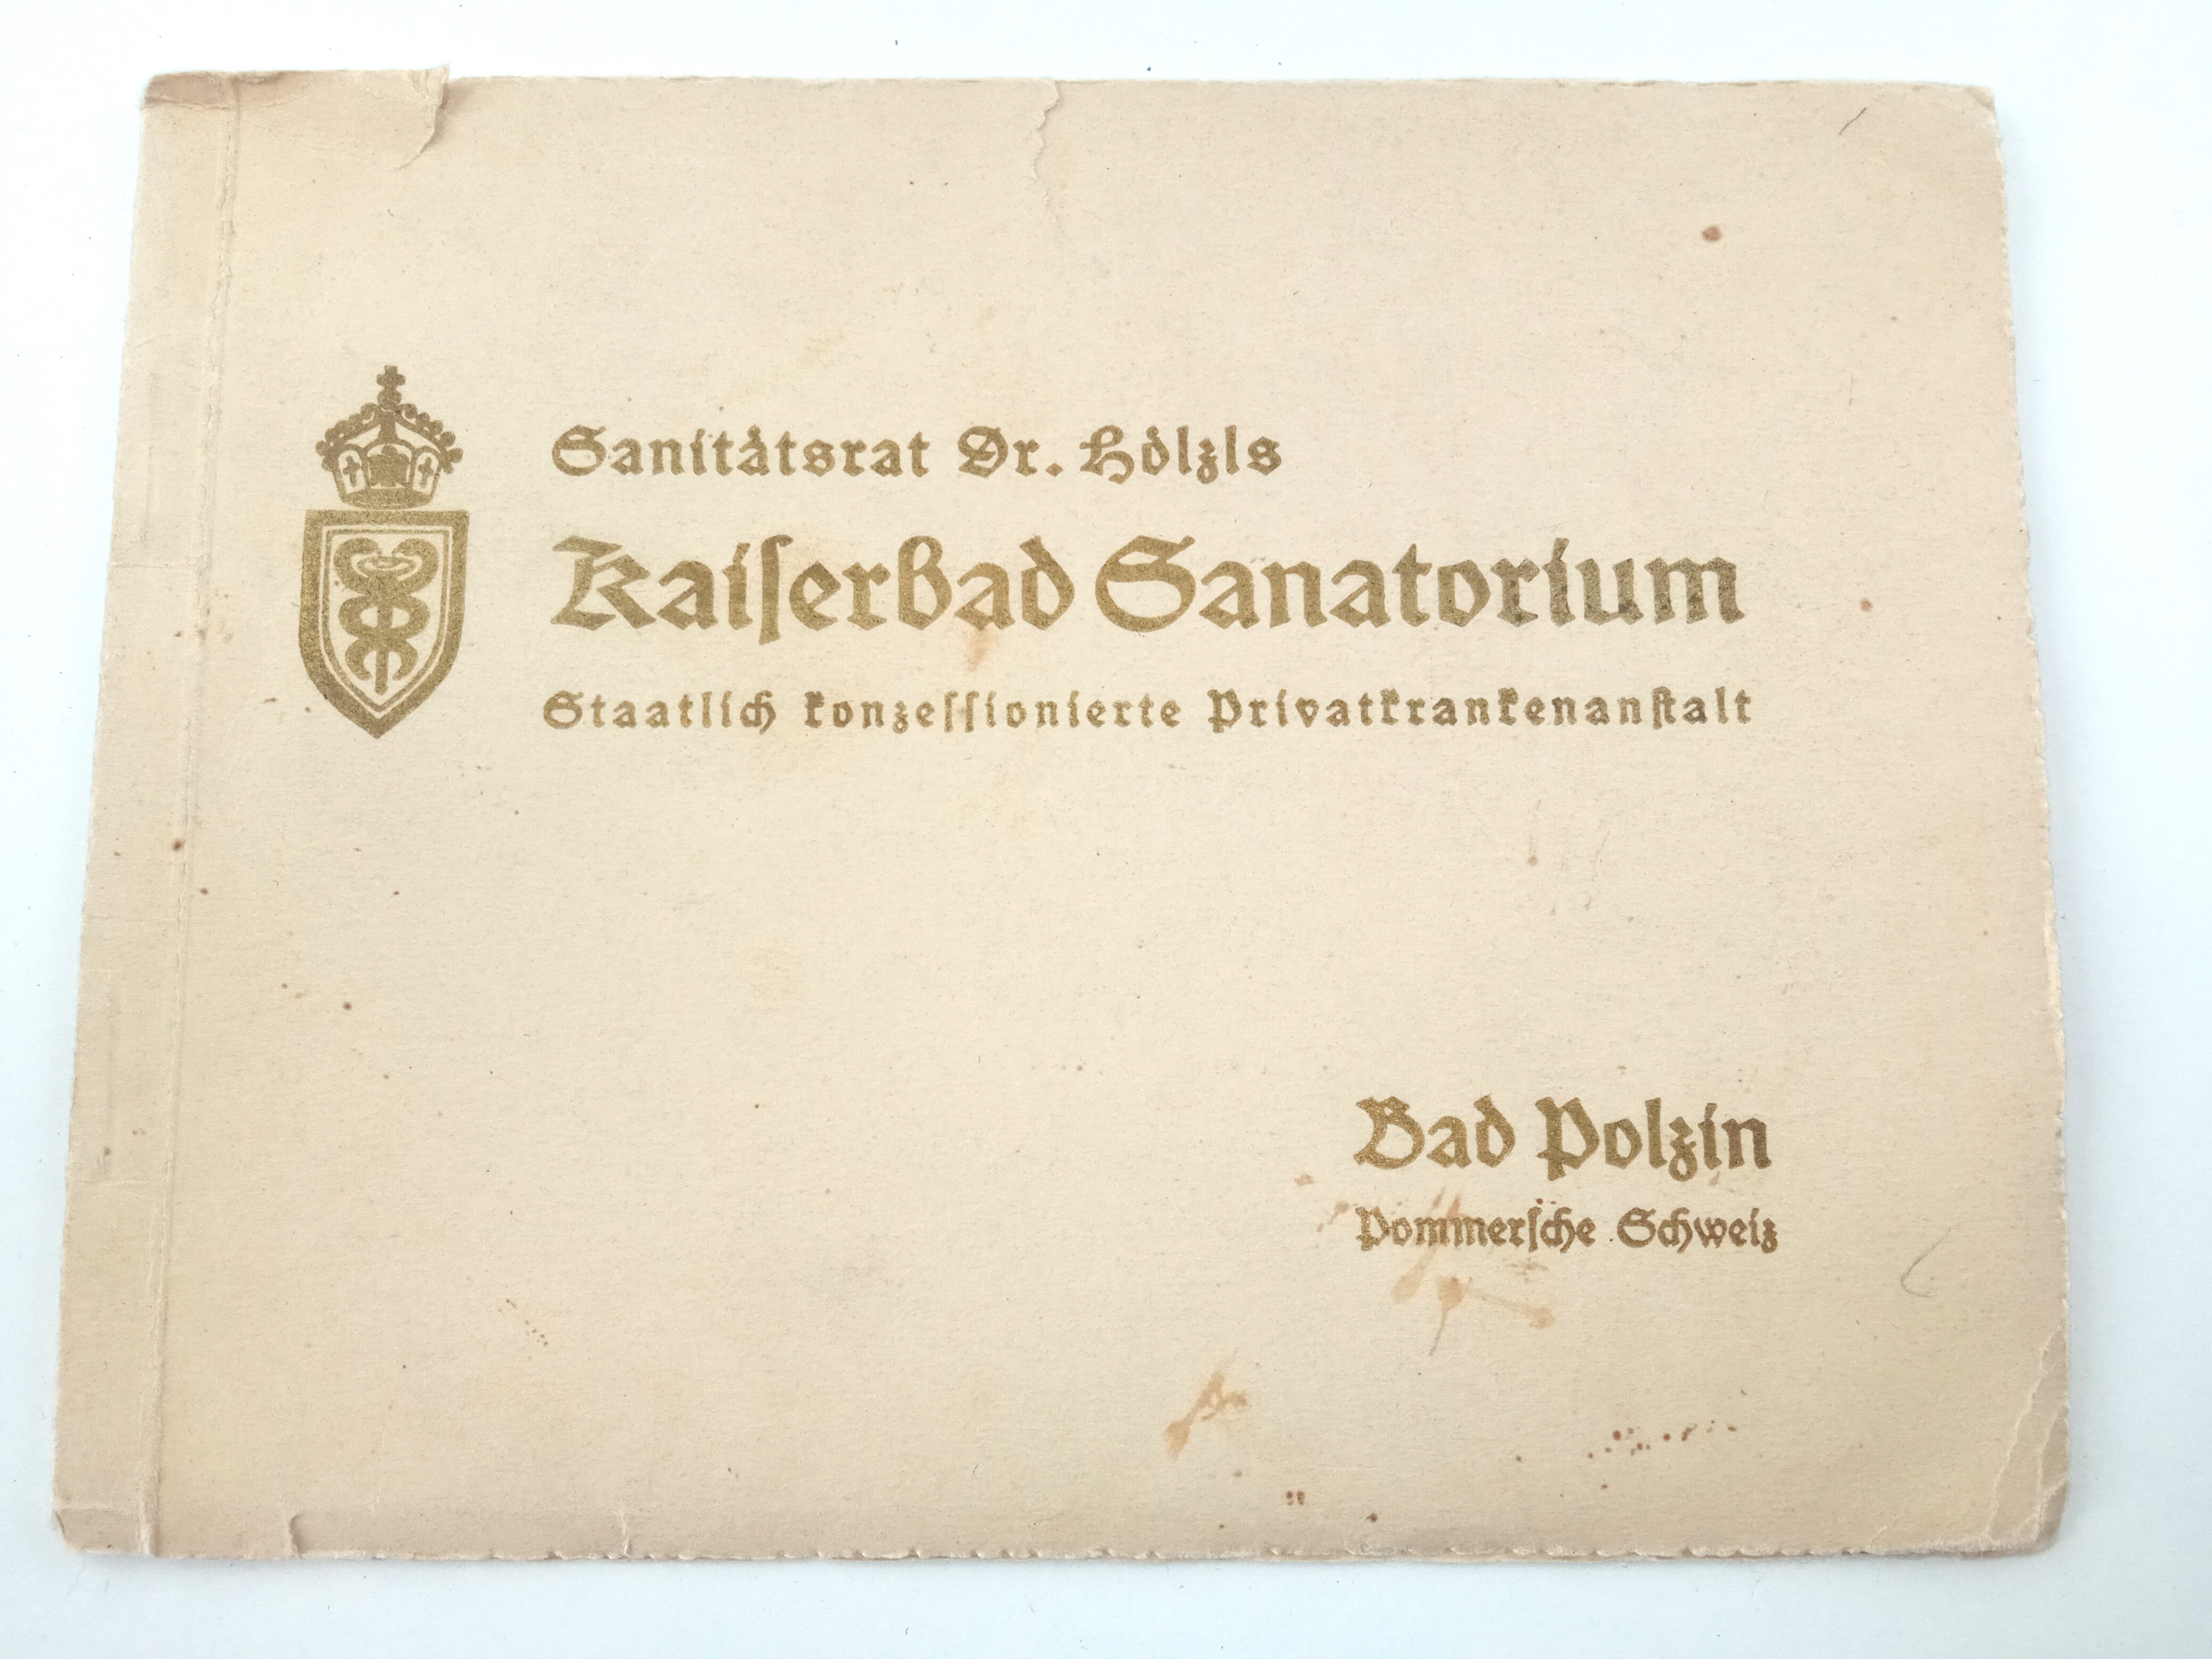 Sanitätsrat Dr. Hölzls
Kaiſerbad Sanatorium
Staatlich konzeſſionierte Privatkrankenanſtalt
Bad Polzin
Pommerſche Schweiz